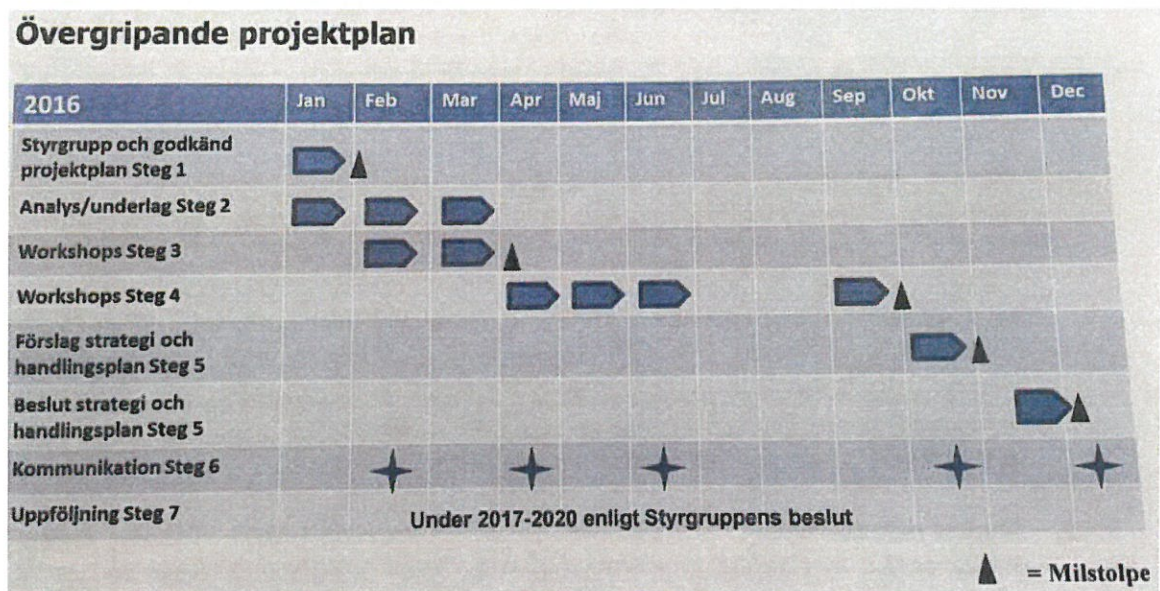 Övergripande projektplan
2016 Jan Feb Mar Apr Maj Jun Jul Aug Sep Okt Nov Dec
Styrgrupp och godkänd
projektplan Steg 1
Analys/underlag Steg 2
Workshops Steg 3
Workshops Steg 4
Förslag strategi och
handlingsplan Steg 5
Beslut strategi och
handlingsplan Steg 5
Kommunikation Steg 6
Uppföljning Steg 7 Under 2017-2020 enligt Styrgruppens beslut
= Milstolpe